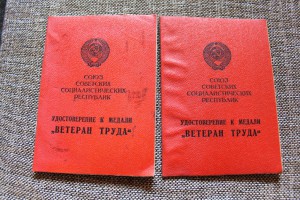 СОЮЗ
СОВЕТСКИХ
СОЦИАЛИСТИЧЕСКИХ
РЕСПУБЛИК
УДОСТОВЕРЕНИЕ К МЕДАЛИ
„ВЕТЕРАН ТРУДА“
СОЮЗ
СОВЕТСКИХ
СОЦИАЛИСТИЧЕСКИХ
РЕСПУБЛИК
УДОСТОВЕРЕНИЕ К МЕДАЛИ
„ВЕТЕРАН ТРУДА“